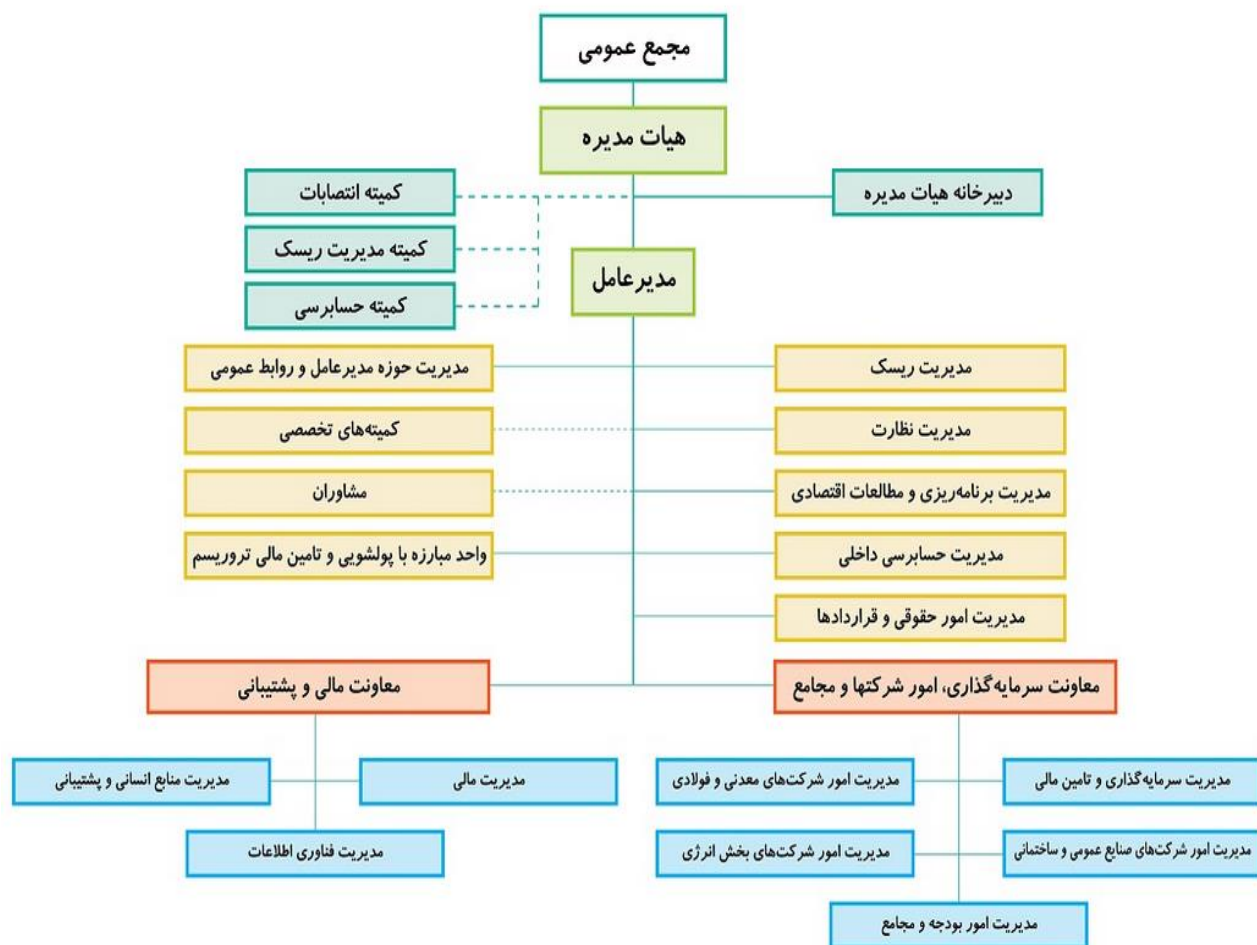 مجمع عمومی
هیات مدیره
دبیرخانه هیات مدیره
کمیته انتصابات
کمیته مدیریت ریسک
مدیرعامل
کمیته حسابرسی
مدیریت ریسک
مدیریت حوزه مدیرعامل و روابط عمومی
مدیریت نظارت
کمیته‌های تخصصی
مدیریت برنامه‌ریزی و مطالعات اقتصادی
مشاوران
مدیریت حسابرسی داخلی
واحد مبارزه با پولشویی و تامین مالی تروریسم
مدیریت امور حقوقی و قراردادها
معاونت سرمایه‌گذاری، امور شرکتها و مجامع
معاونت مالی و پشتیبانی
مدیریت سرمایه‌گذاری و تامین مالی
مدیریت امور شرکت‌های معدنی و فولادی
مدیریت مالی
مدیریت منابع انسانی و پشتیبانی
مدیریت امور شرکت‌های صنایع عمومی و ساختمانی
مدیریت امور شرکت‌های بخش انرژی
مدیریت فناوری اطلاعات
مدیریت امور بودجه و مجامع